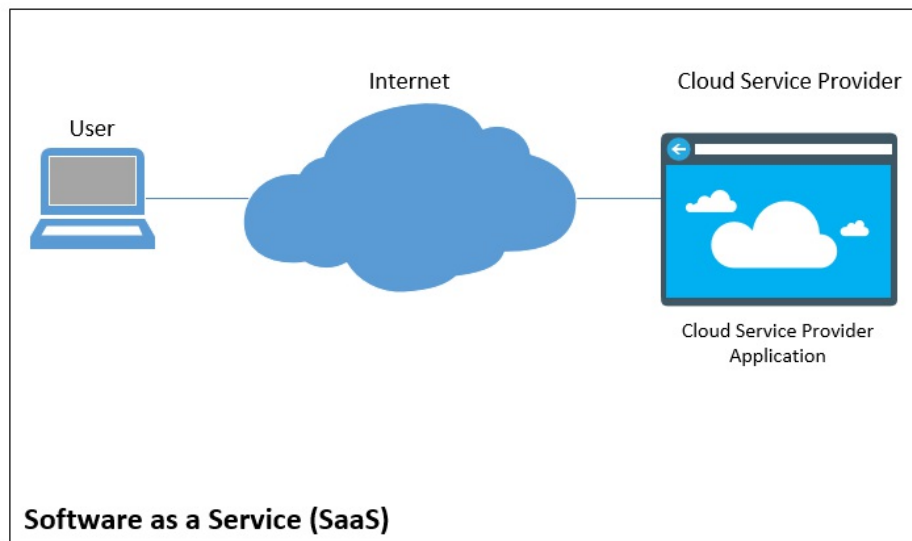 Internet
Cloud Service Provider
User
Cloud Service Provider
Application
Software as a Service (SaaS)